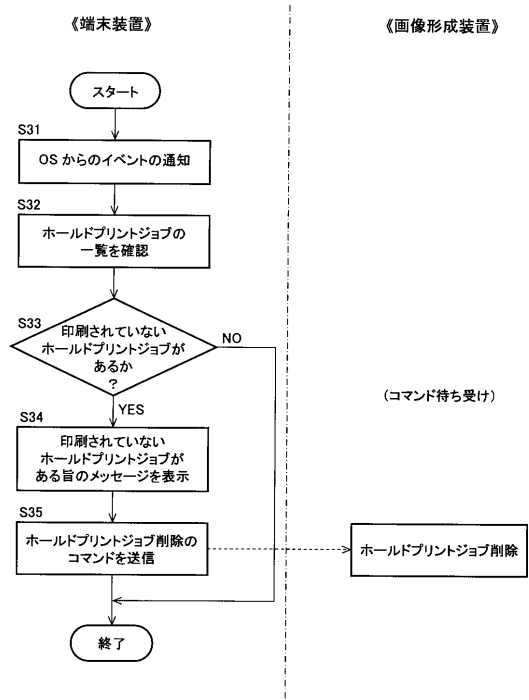 《端末装置》
《画像形成装置》
スタート
S31
OSからのイベントの通知
S32
ホールドプリントジョブの
一覧を確認
S33
印刷されていない
ホールドプリントジョブが
あるか
?
NO
YES
(コマンド待ち受け)
S34
印刷されていない
ホールドプリントジョブが
ある旨のメッセージを表示
S35
ホールドプリントジョブ削除の
コマンドを送信
ホールドプリントジョブ削除
終了